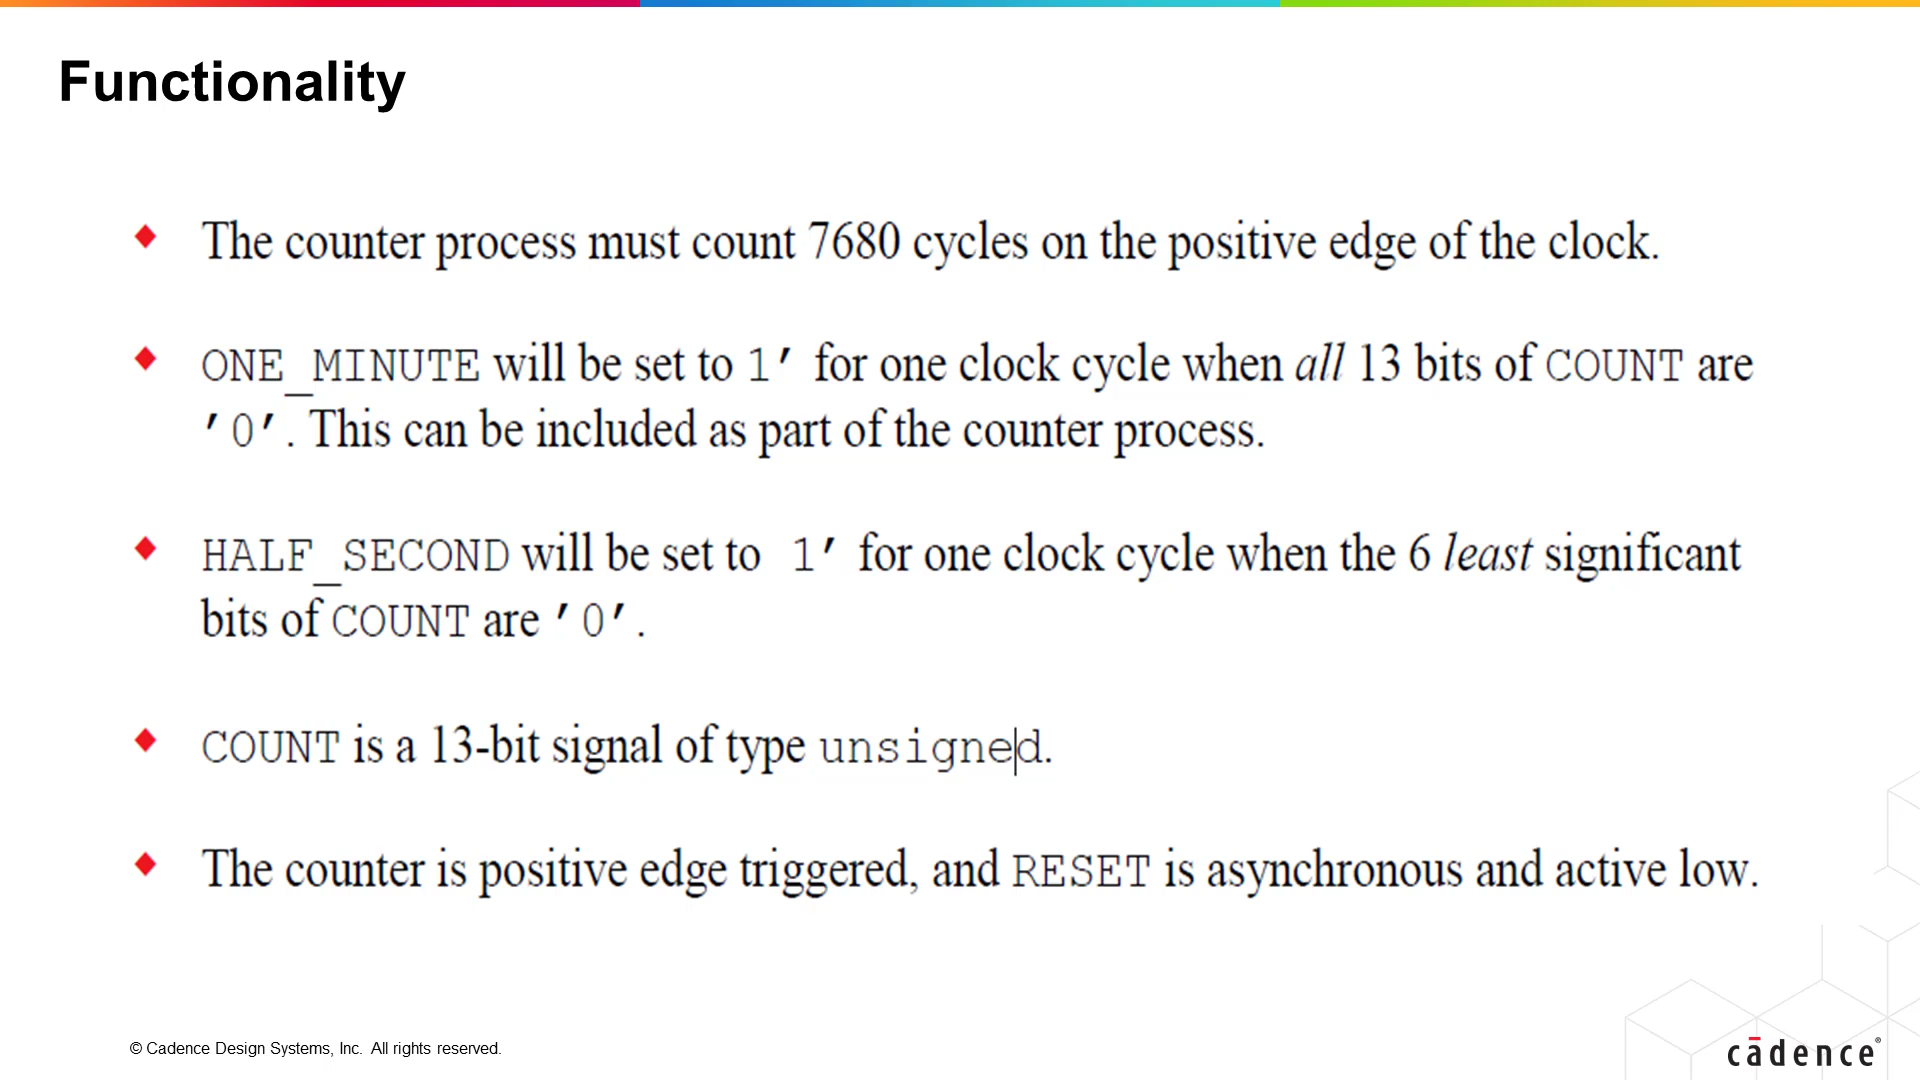 Functionality
The counter process must count 7680 cycles on the positive edge of the clock.
ONE_MINUTE will be set to 1′ for one clock cycle when all 13 bits of COUNT are
′0′. This can be included as part of the counter process.
HALF_SECOND will be set to 1′ for one clock cycle when the 6 least significant
bits of COUNT are ′0′.
COUNT is a 13-bit signal of type unsigned.
The counter is positive edge triggered, and RESET is asynchronous and active low.
© Cadence Design Systems, Inc. All rights reserved.
cādence®